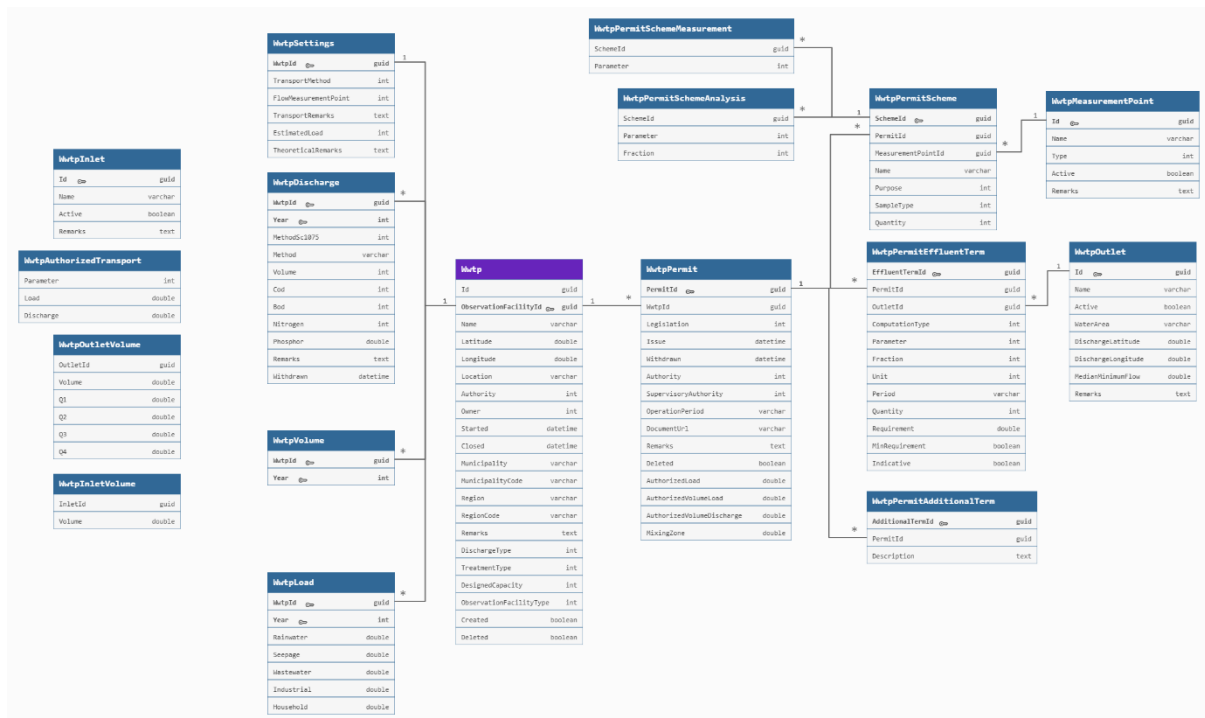 WwtpInlet
Id guid
Name varchar
Active boolean
Remarks text
WwtpAuthorizedTransport
Parameter int
Load double
Discharge double
WwtpOutletVolume
OutletId guid
Volume double
Q1 double
Q2 double
Q3 double
Q4 double
WwtpInletVolume
InletId guid
Volume double
WwtpSettings
WwtpId guid
TransportMethod int
FlowMeasurementPoint int
TransportRemarks text
EstimatedLoad int
TheoreticalRemarks text
1
WwtpDischarge
WwtpId guid
Year int
MethodSc1075 int
Method varchar
Volume int
Cod int
Bod int
Nitrogen int
Phosphor double
Remarks text
Withdrawn datetime
*
WwtpVolume
WwtpId guid
Year int
*
WwtpLoad
WwtpId guid
Year int
Rainwater double
Seepage double
Wastewater double
Industrial double
Household double
*
1
Wwtp
Id guid
ObservationFacilityId guid
Name varchar
Latitude double
Longitude double
Location varchar
Authority int
Owner int
Started datetime
Closed datetime
Municipality varchar
MunicipalityCode varchar
Region varchar
RegionCode varchar
Remarks text
DischargeType int
TreatmentType int
DesignedCapacity int
ObservationFacilityType int
Created boolean
Deleted boolean
1
*
WwtpPermit
PermitId guid
WwtpId guid
Legislation int
Issue datetime
Withdrawn datetime
Authority int
SupervisoryAuthority int
OperationPeriod varchar
DocumentUrl varchar
Remarks text
Deleted boolean
AuthorizedLoad double
AuthorizedVolumeLoad double
AuthorizedVolumeDischarge double
MixingZone double
1
WwtpPermitSchemeMeasurement
SchemeId guid
Parameter int
*
WwtpPermitSchemeAnalysis
SchemeId guid
Parameter int
Fraction int
*
1
*
WwtpPermitScheme
SchemeId guid
PermitId guid
MeasurementPointId guid
Name varchar
Purpose int
SampleType int
Quantity int
*
1
WwtpMeasurementPoint
Id guid
Name varchar
Type int
Active boolean
Remarks text
*
WwtpPermitEffluentTerm
EffluentTermId guid
PermitId guid
OutletId guid
ComputationType int
Parameter int
Fraction int
Unit int
Period varchar
Quantity int
Requirement double
MinRequirement boolean
Indicative boolean
*
1
WwtpOutlet
Id guid
Name varchar
Active boolean
WaterArea varchar
DischargeLatitude double
DischargeLongitude double
MedianMinimumFlow double
Remarks text
*
WwtpPermitAdditionalTerm
AdditionalTermId guid
PermitId guid
Description text